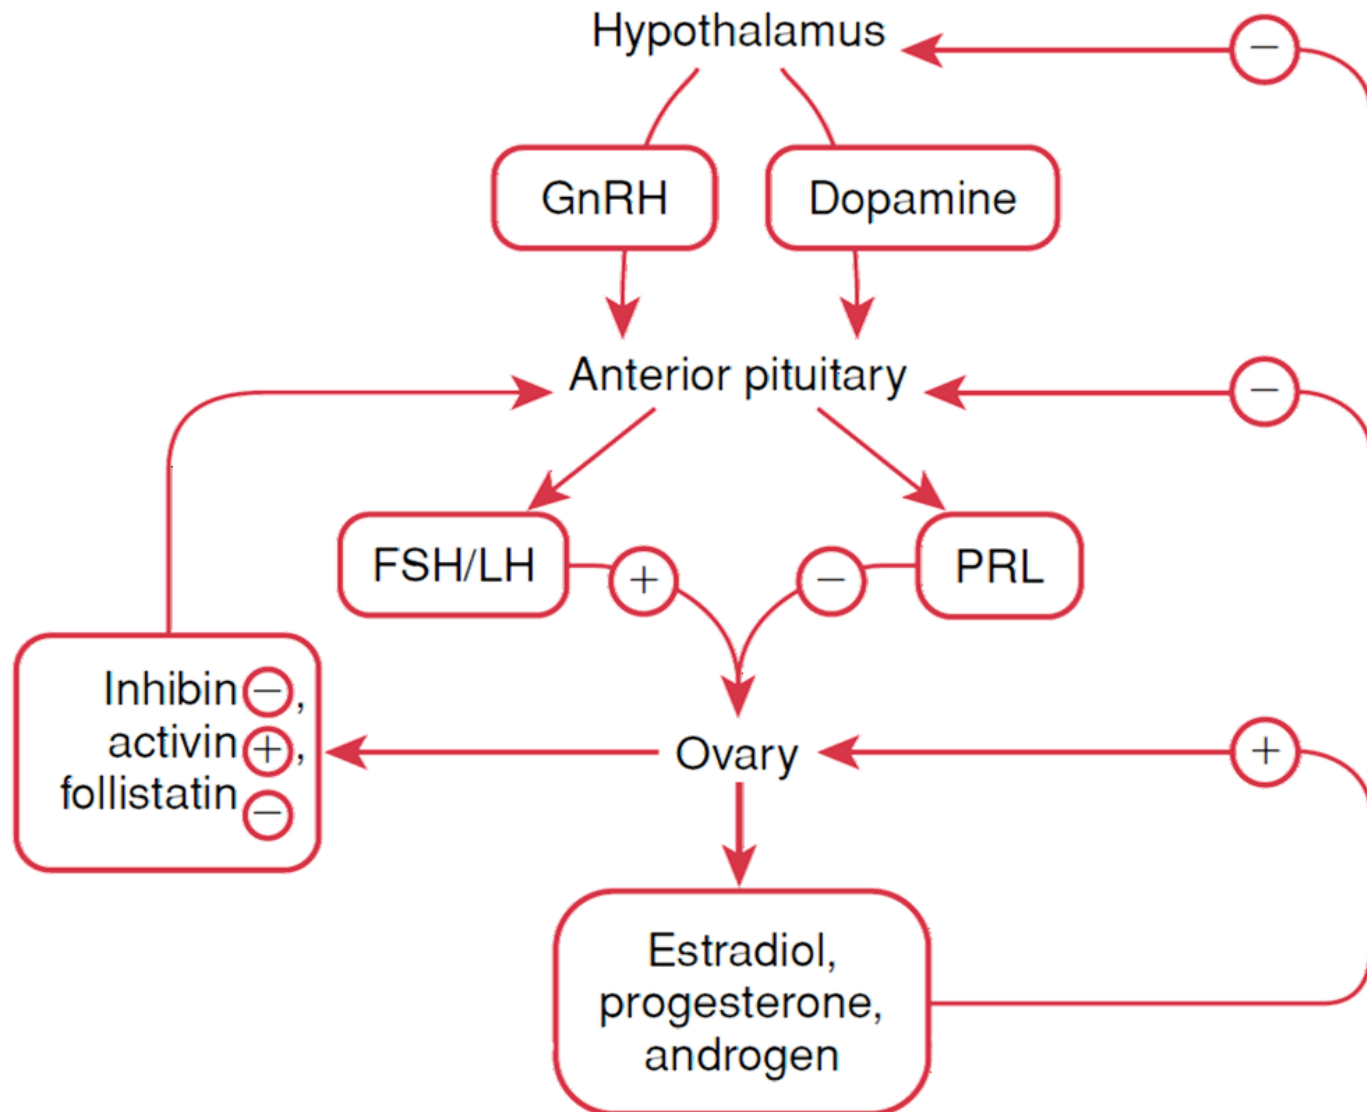 Hypothalamus
−
GnRH
Dopamine
Anterior pituitary
−
FSH/LH
+
−
PRL
Inhibin −,
activin +,
follistatin −
Ovary
+
Estradiol,
progesterone,
androgen